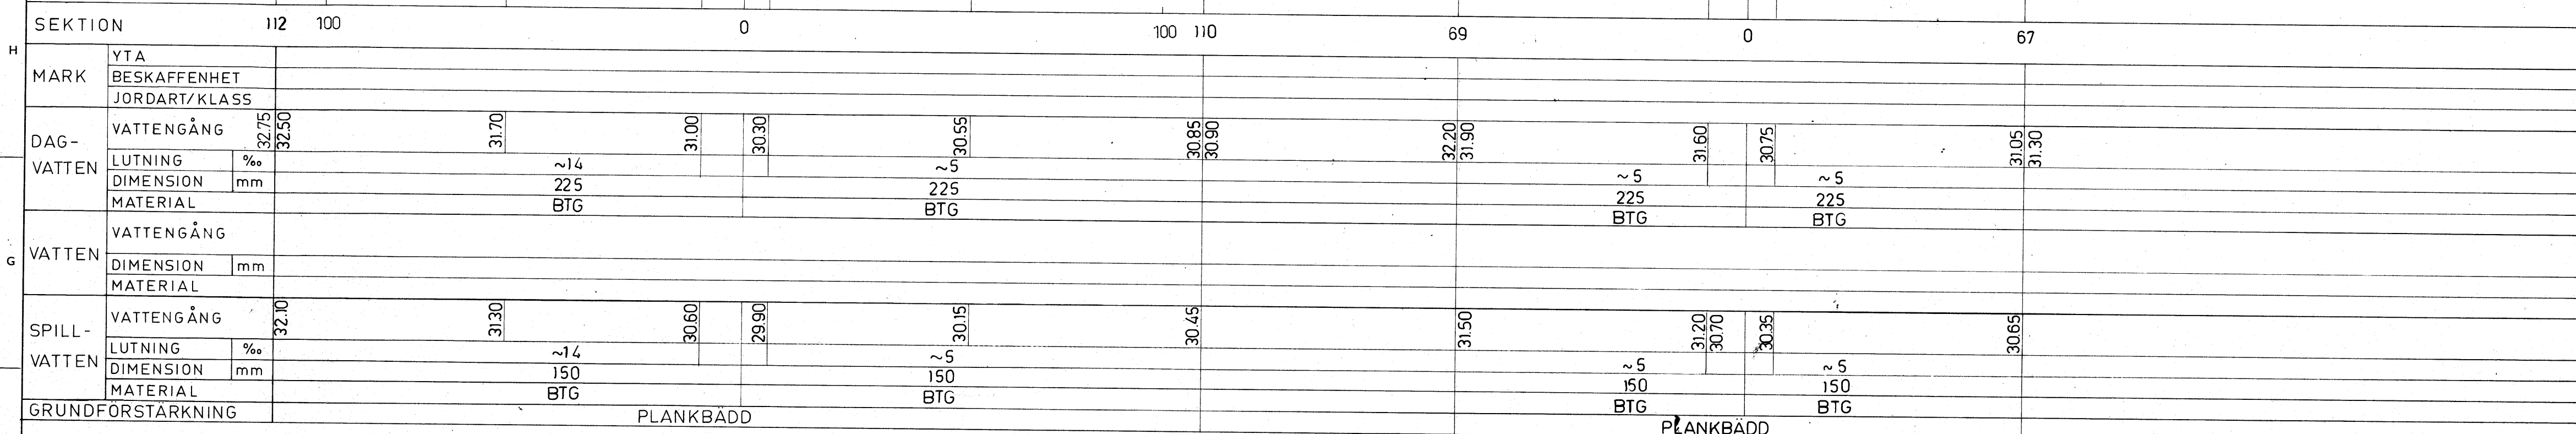 SEKTION 112 100 0 100 110 69 0 67
H
MARK
YTA
BESKAFFENHET
JORDART/KLASS
DAG-
VATTEN
VATTENGÅNG 32.75 32.50 31.70 31.00 30.30 30.55 30.85 30.90 32.20 31.90 31.60 30.75 31.05 31.30
LUTNING ‰ ~14 ~5 ~5 ~5
DIMENSION mm 225 225 225 225
MATERIAL BTG BTG BTG BTG
G
VATTEN
VATTENGÅNG
DIMENSION mm
MATERIAL
SPILL-
VATTEN
VATTENGÅNG 32.10 31.30 30.60 29.90 30.15 30.45 31.50 31.20 30.70 30.35 30.65
LUTNING ‰ ~14 ~5 ~5 ~5
DIMENSION mm 150 150 150 150
MATERIAL BTG BTG BTG BTG
GRUNDFÖRSTÄRKNING PLANKBÄDD PLANKBÄDD